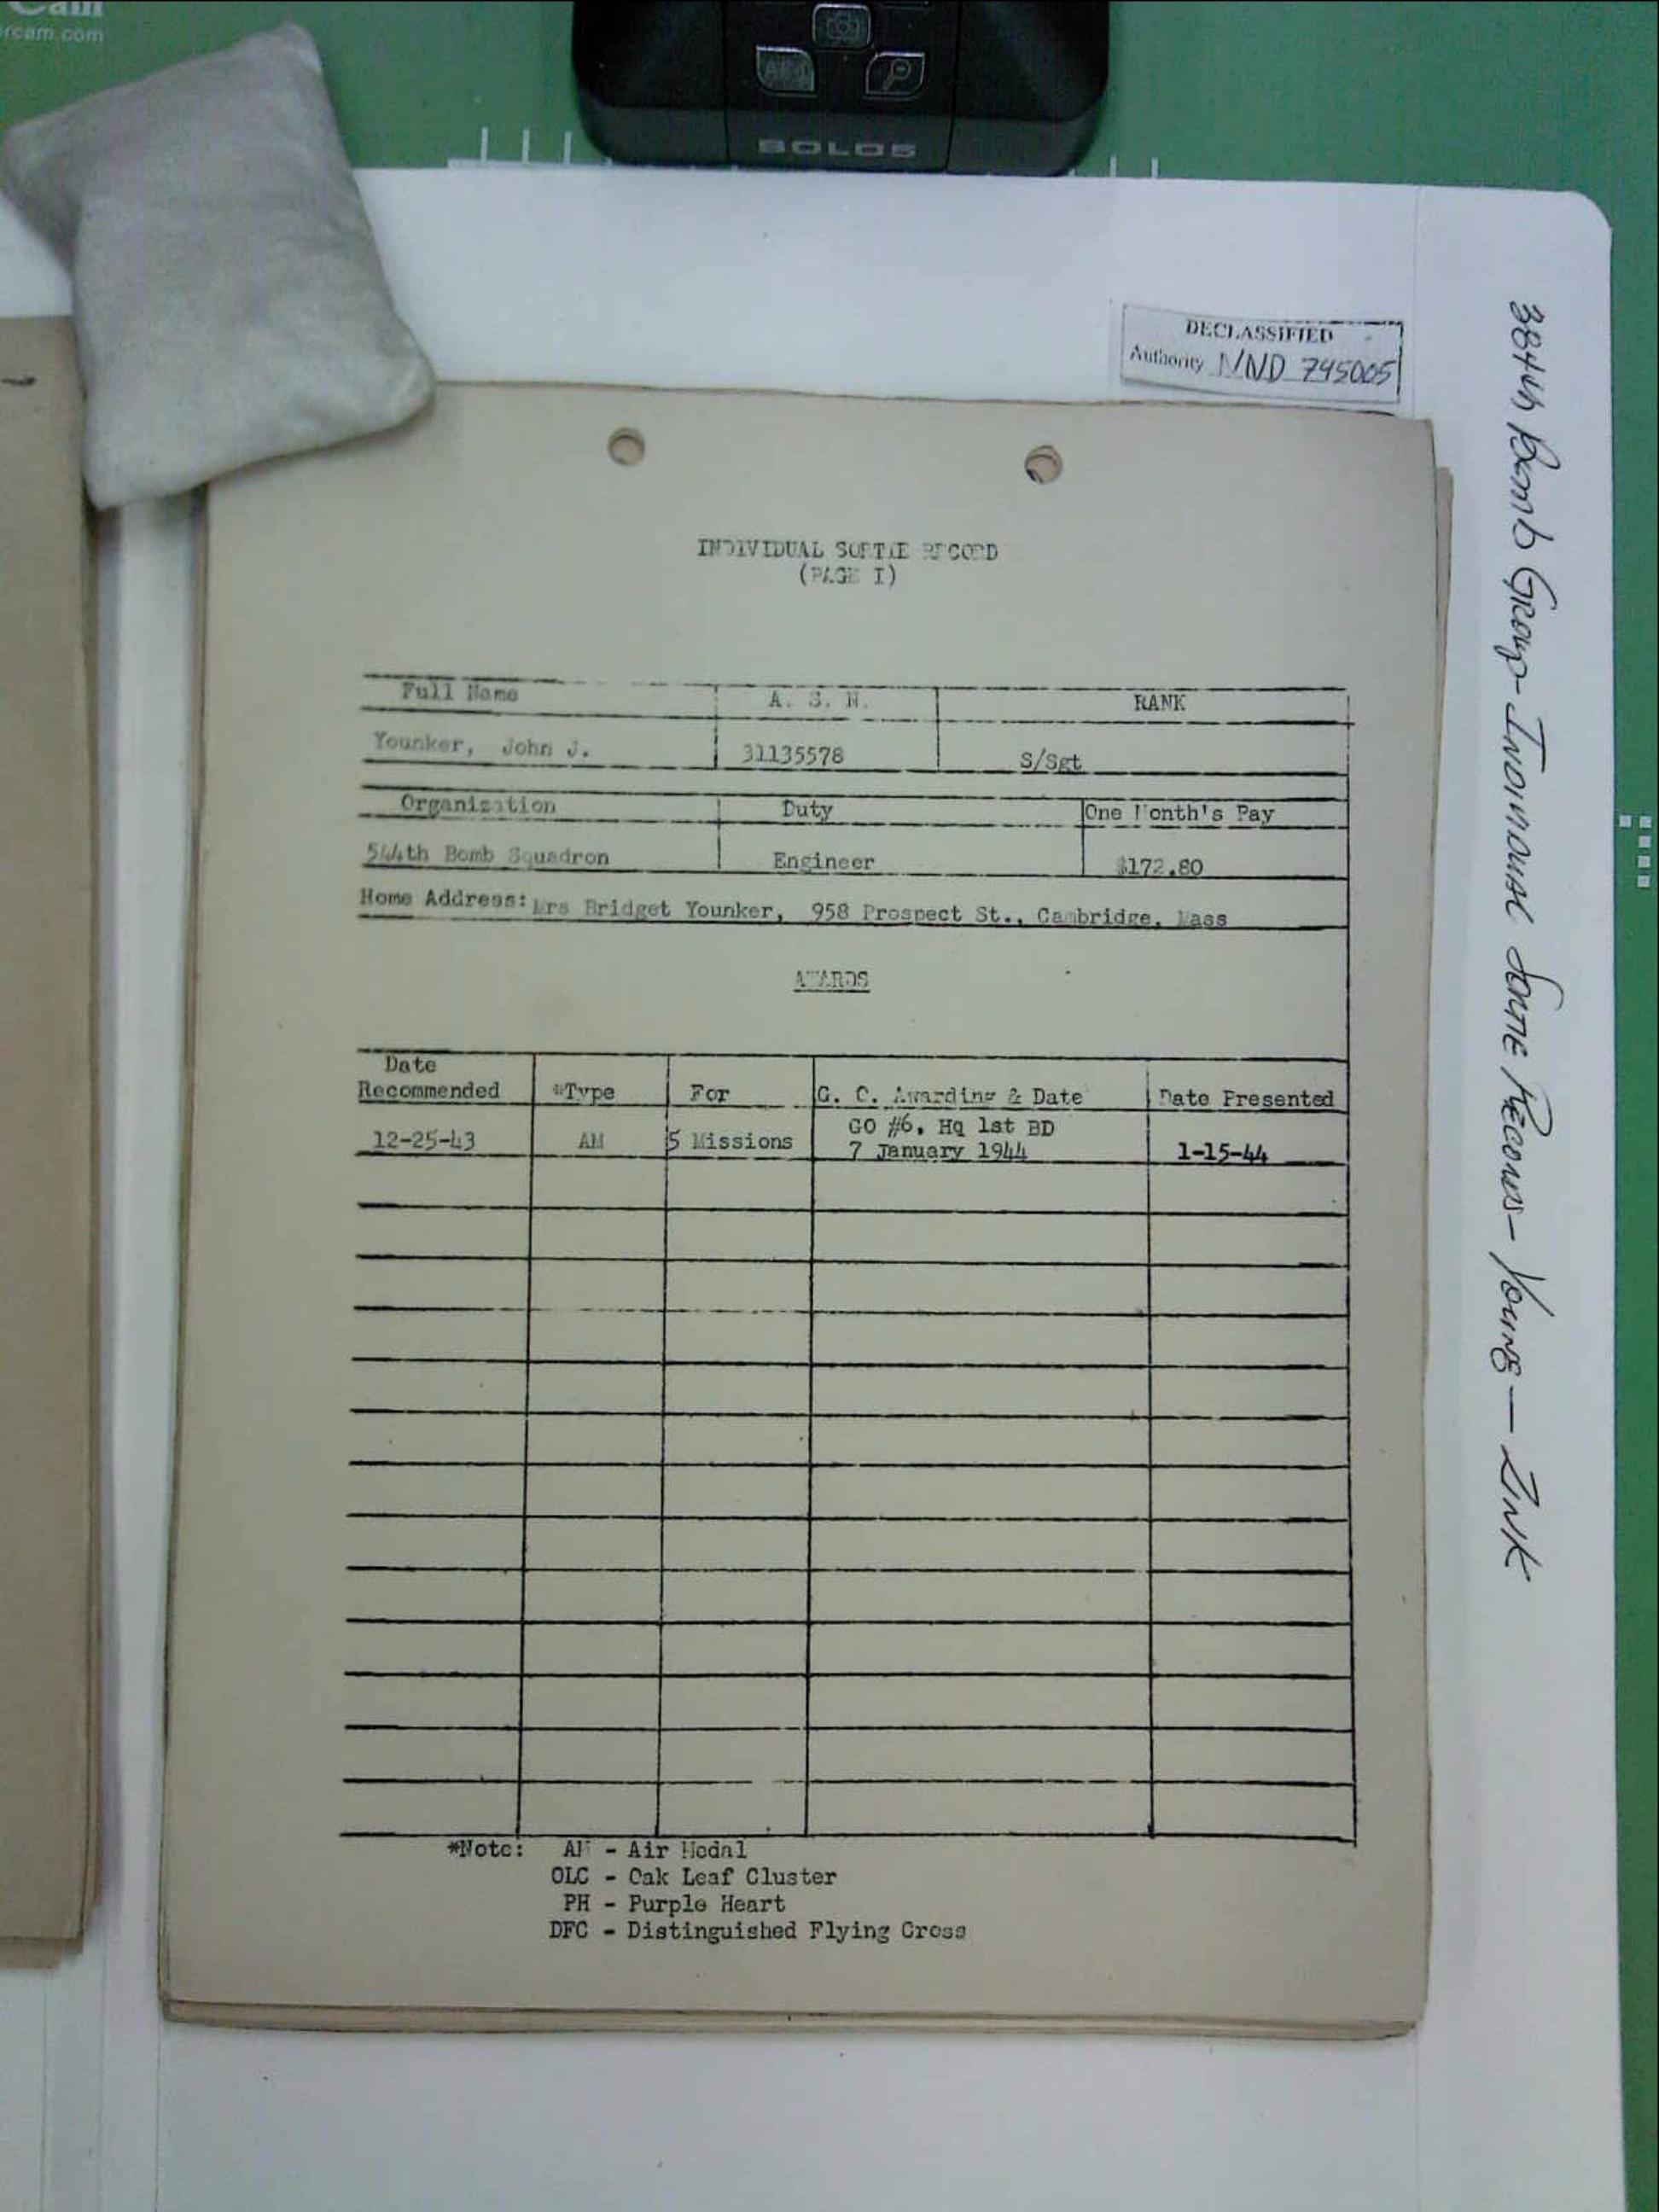 rcam.com
SOLO5
DECLASSIFIED
Authority NND 745005
384th Bomb Group - Individual Sortie Records - Young - Zink
INDIVIDUAL SORTIE RECORD
(PAGE I)
Full Name A. S. N. RANK
Younker, John J. 31135578 S/Sgt
Organization Duty One Month's Pay
544th Bomb Squadron Engineer $172.80
Home Address: Mrs Bridget Younker, 958 Prospect St., Cambridge, Mass
AWARDS
Date
Recommended *Type For G. C. Awarding & Date Date Presented
12-25-43 AM 5 Missions GO #6, Hq 1st BD
7 January 1944 1-15-44
*Note: AM - Air Medal
OLC - Oak Leaf Cluster
PH - Purple Heart
DFC - Distinguished Flying Cross